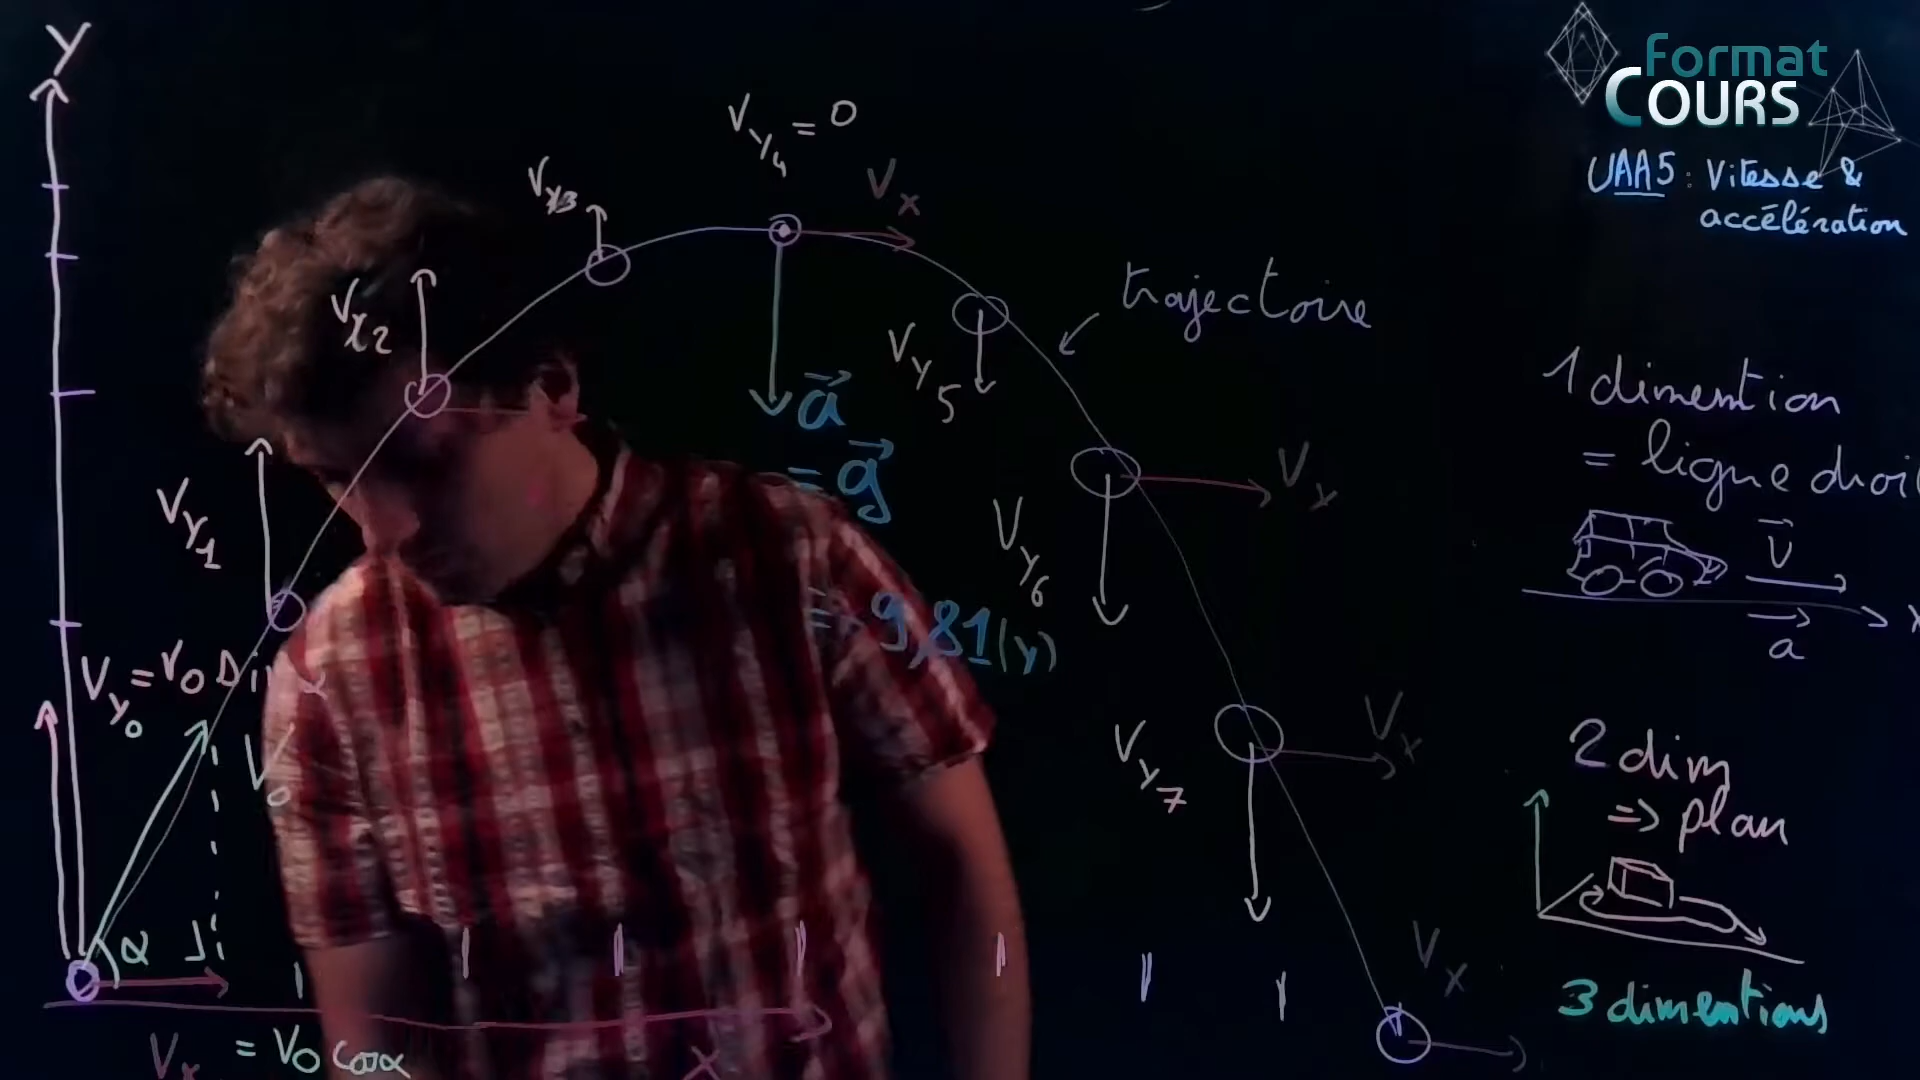 Y
Format
COURS
UAA5 : Vitesse &
accélération
Vy4 = 0
Vy3
Vx
Vy2
trajectoire
Vy5
a
= g
1 dimention
= ligne droi
Vx
Vy1
Vy6
V
x
a
=> 9,81 (y)
Vy0 = v0 sin α
V0
Vx
Vy7
2 dim
=> plan
α
Vx
3 dimentions
Vx = V0 cos α
X